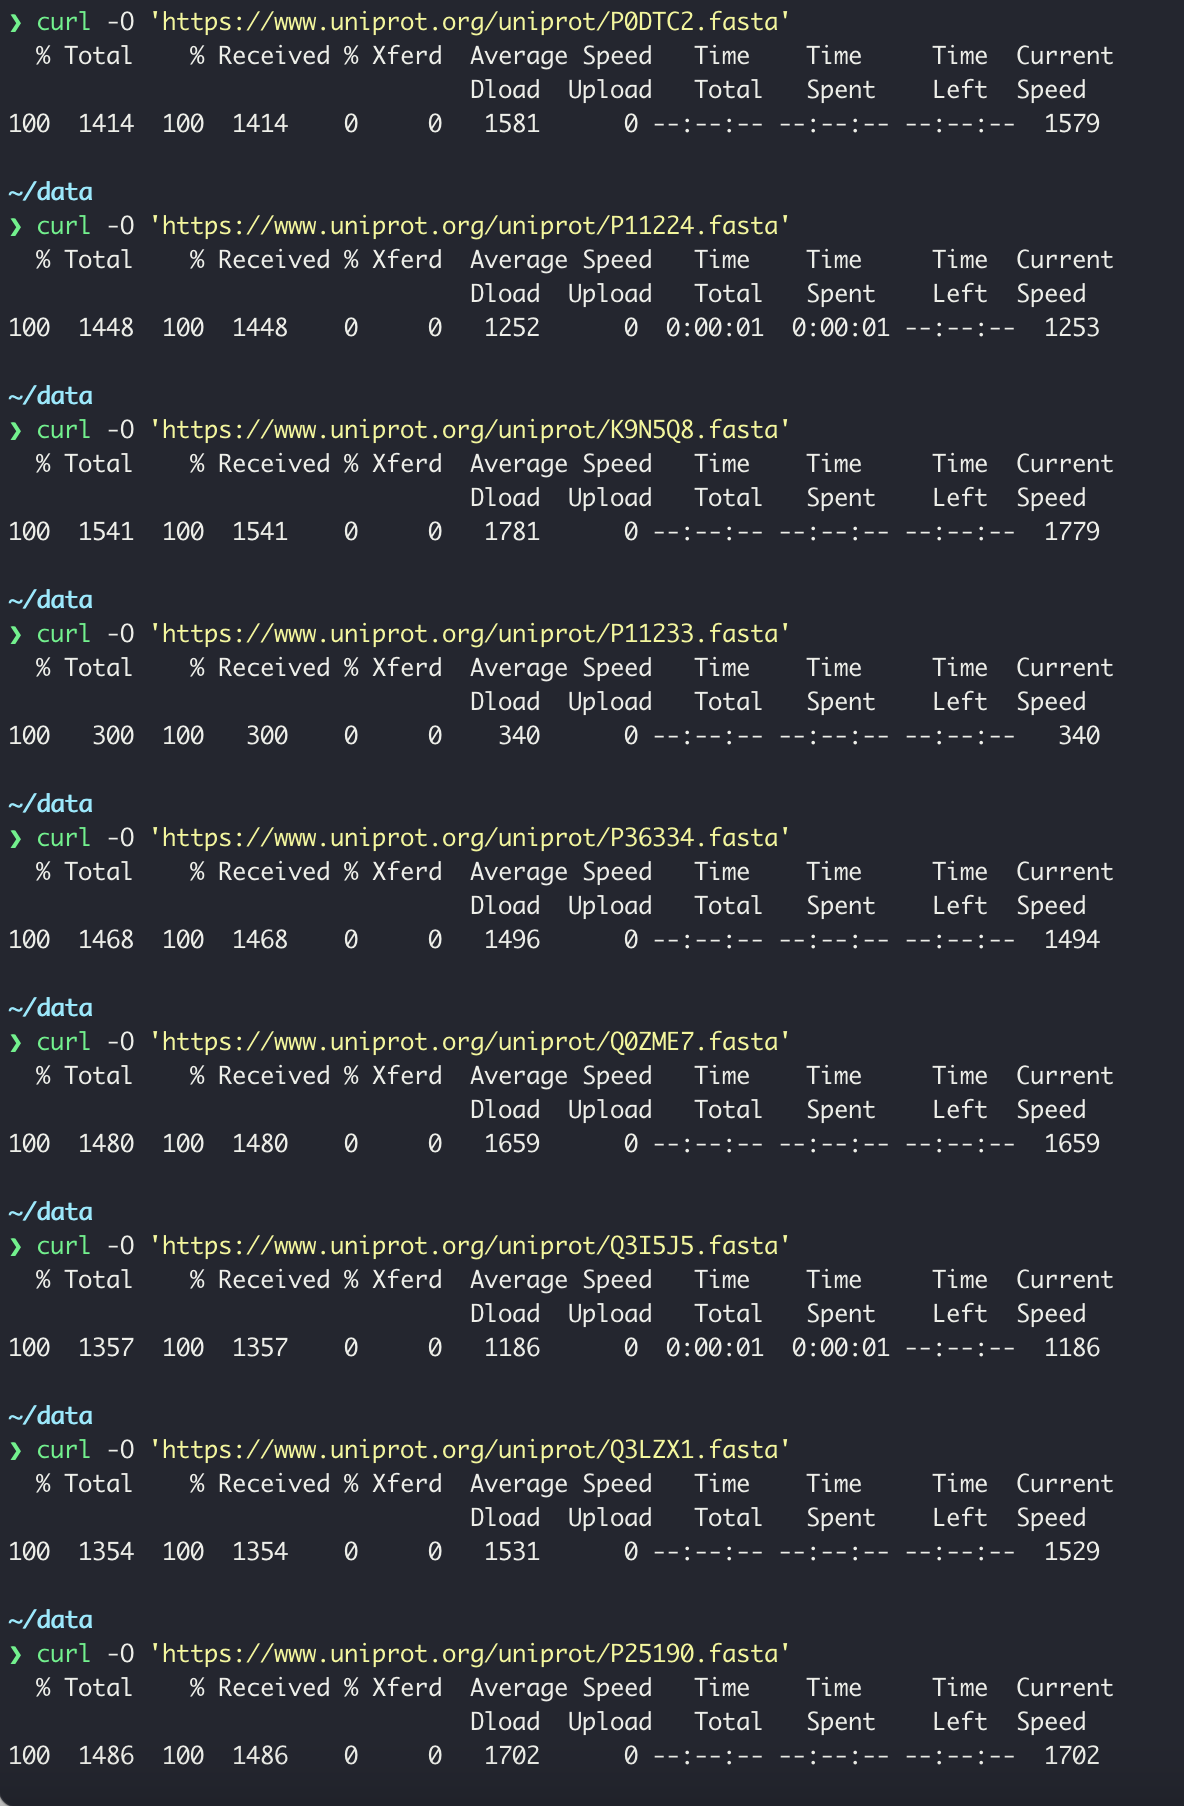 ❯ curl -O 'https://www.uniprot.org/uniprot/P0DTC2.fasta'
  % Total    % Received % Xferd  Average Speed   Time    Time     Time  Current
                                 Dload  Upload   Total   Spent    Left  Speed
100  1414  100  1414    0     0   1581      0 --:--:-- --:--:-- --:--:--  1579

~/data
❯ curl -O 'https://www.uniprot.org/uniprot/P11224.fasta'
  % Total    % Received % Xferd  Average Speed   Time    Time     Time  Current
                                 Dload  Upload   Total   Spent    Left  Speed
100  1448  100  1448    0     0   1252      0  0:00:01  0:00:01 --:--:--  1253

~/data
❯ curl -O 'https://www.uniprot.org/uniprot/K9N5Q8.fasta'
  % Total    % Received % Xferd  Average Speed   Time    Time     Time  Current
                                 Dload  Upload   Total   Spent    Left  Speed
100  1541  100  1541    0     0   1781      0 --:--:-- --:--:-- --:--:--  1779

~/data
❯ curl -O 'https://www.uniprot.org/uniprot/P11233.fasta'
  % Total    % Received % Xferd  Average Speed   Time    Time     Time  Current
                                 Dload  Upload   Total   Spent    Left  Speed
100   300  100   300    0     0    340      0 --:--:-- --:--:-- --:--:--   340

~/data
❯ curl -O 'https://www.uniprot.org/uniprot/P36334.fasta'
  % Total    % Received % Xferd  Average Speed   Time    Time     Time  Current
                                 Dload  Upload   Total   Spent    Left  Speed
100  1468  100  1468    0     0   1496      0 --:--:-- --:--:-- --:--:--  1494

~/data
❯ curl -O 'https://www.uniprot.org/uniprot/Q0ZME7.fasta'
  % Total    % Received % Xferd  Average Speed   Time    Time     Time  Current
                                 Dload  Upload   Total   Spent    Left  Speed
100  1480  100  1480    0     0   1659      0 --:--:-- --:--:-- --:--:--  1659

~/data
❯ curl -O 'https://www.uniprot.org/uniprot/Q3I5J5.fasta'
  % Total    % Received % Xferd  Average Speed   Time    Time     Time  Current
                                 Dload  Upload   Total   Spent    Left  Speed
100  1357  100  1357    0     0   1186      0  0:00:01  0:00:01 --:--:--  1186

~/data
❯ curl -O 'https://www.uniprot.org/uniprot/Q3LZX1.fasta'
  % Total    % Received % Xferd  Average Speed   Time    Time     Time  Current
                                 Dload  Upload   Total   Spent    Left  Speed
100  1354  100  1354    0     0   1531      0 --:--:-- --:--:-- --:--:--  1529

~/data
❯ curl -O 'https://www.uniprot.org/uniprot/P25190.fasta'
  % Total    % Received % Xferd  Average Speed   Time    Time     Time  Current
                                 Dload  Upload   Total   Spent    Left  Speed
100  1486  100  1486    0     0   1702      0 --:--:-- --:--:-- --:--:--  1702